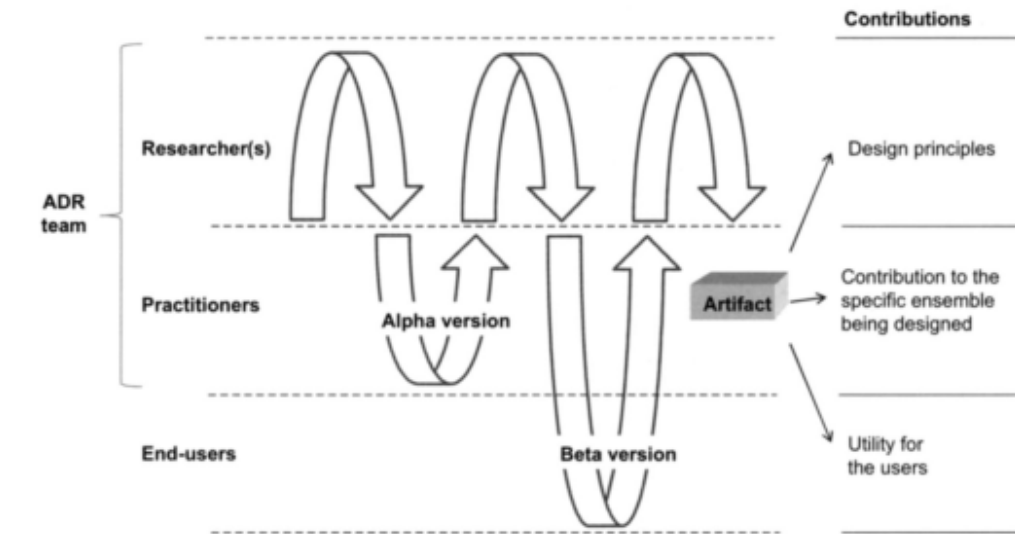 Contributions
Researcher(s)
Design principles
ADR
team
Practitioners
Alpha version
Artifact
Contribution to the
specific ensemble
being designed
End-users
Beta version
Utility for
the users